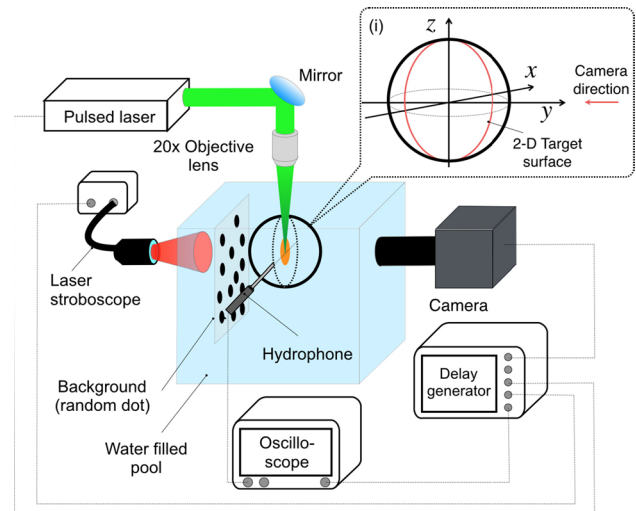 (i)
z
x
y
Camera
direction
2-D Target
surface
Mirror
Pulsed laser
20x Objective
lens
Laser
stroboscope
Camera
Hydrophone
Delay
generator
Background
(random dot)
Water filled
pool
Oscillo-
scope